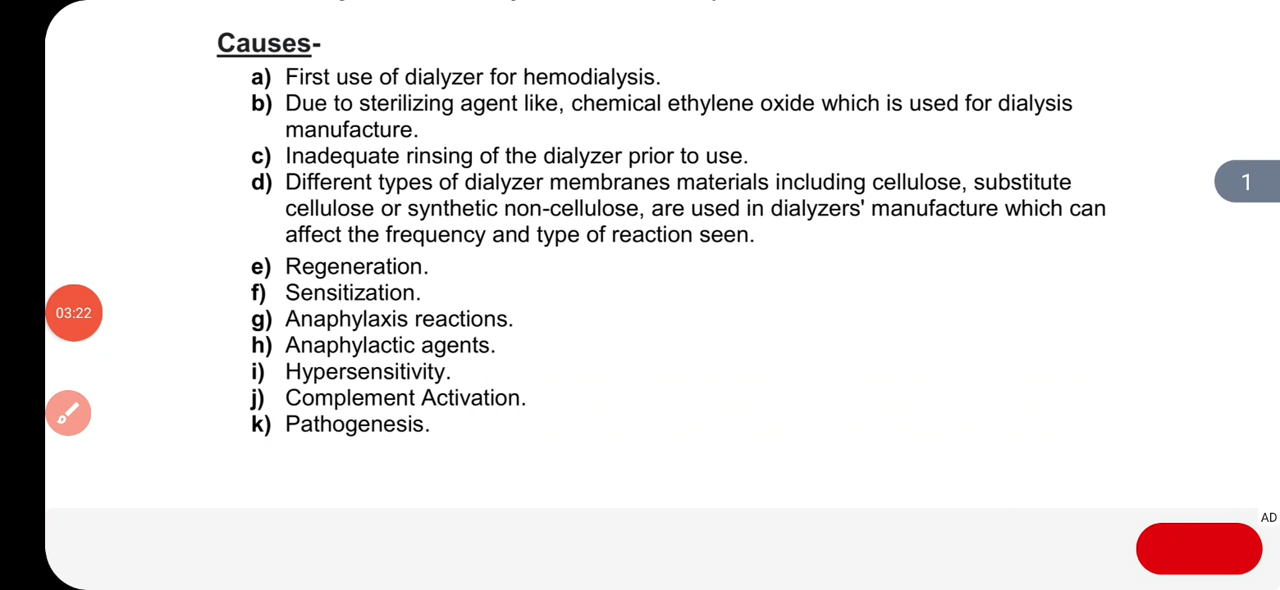 Causes-
a) First use of dialyzer for hemodialysis.
b) Due to sterilizing agent like, chemical ethylene oxide which is used for dialysis
manufacture.
c) Inadequate rinsing of the dialyzer prior to use.
d) Different types of dialyzer membranes materials including cellulose, substitute
cellulose or synthetic non-cellulose, are used in dialyzers' manufacture which can
affect the frequency and type of reaction seen.
e) Regeneration.
f) Sensitization.
g) Anaphylaxis reactions.
h) Anaphylactic agents.
i) Hypersensitivity.
j) Complement Activation.
k) Pathogenesis.
1
03:22
AD